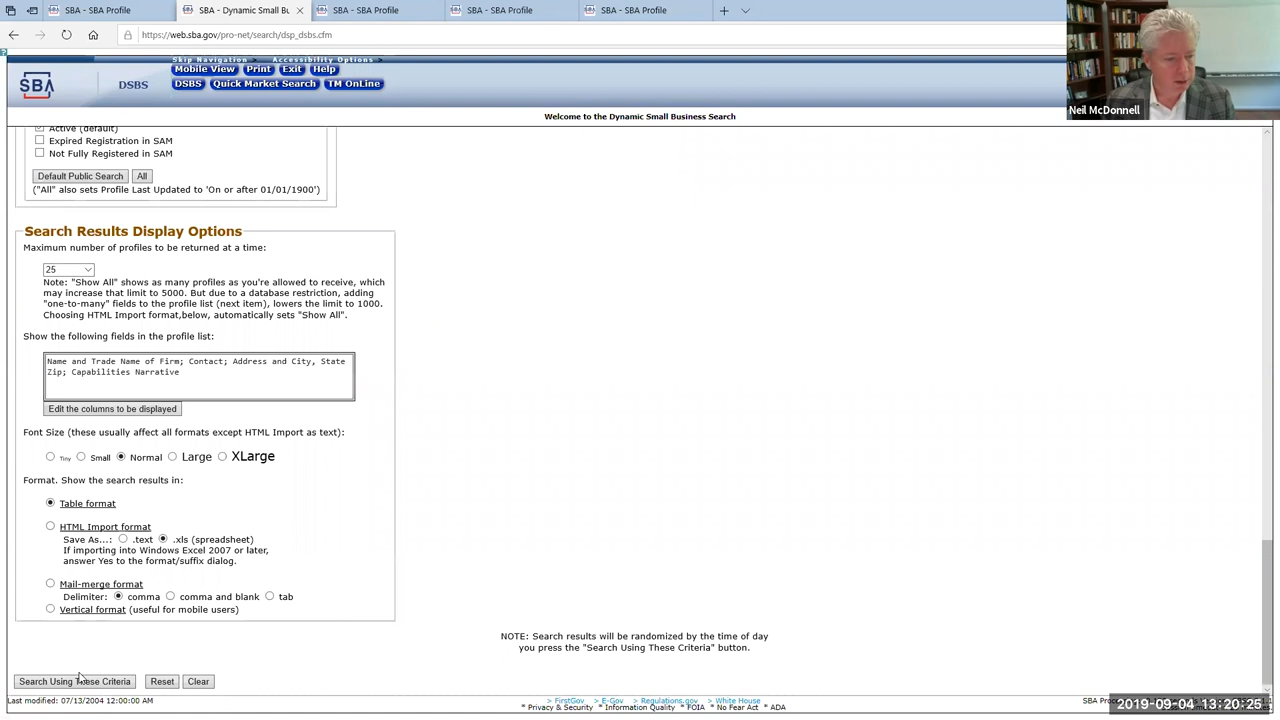 SBA - SBA Profile
SBA - Dynamic Small Bu
SBA - SBA Profile
SBA - SBA Profile
SBA - SBA Profile
https://web.sba.gov/pro-net/search/dsp_dsbs.cfm
Skip Navigation > Accessibility Options >
Mobile View Print Exit Help
SBA DSBS DSBS Quick Market Search TM OnLine
Neil McDonnell
Welcome to the Dynamic Small Business Search
Active (default)
Expired Registration in SAM
Not Fully Registered in SAM
Default Public Search All
("All" also sets Profile Last Updated to 'On or after 01/01/1900')
Search Results Display Options
Maximum number of profiles to be returned at a time:
25
Note: "Show All" shows as many profiles as you're allowed to receive, which
may increase that limit to 5000. But due to a database restriction, adding
"one-to-many" fields to the profile list (next item), lowers the limit to 1000.
Choosing HTML Import format,below, automatically sets "Show All".
Show the following fields in the profile list:
Name and Trade Name of Firm; Contact; Address and City, State
Zip; Capabilities Narrative
Edit the columns to be displayed
Font Size (these usually affect all formats except HTML Import as text):
Tiny Small Normal Large XLarge
Format. Show the search results in:
Table format
HTML Import format
Save As...: .text .xls (spreadsheet)
If importing into Windows Excel 2007 or later,
answer Yes to the format/suffix dialog.
Mail-merge format
Delimiter: comma comma and blank tab
Vertical format (useful for mobile users)
NOTE: Search results will be randomized by the time of day
you press the "Search Using These Criteria" button.
Search Using These Criteria Reset Clear
Last modified: 07/13/2004 12:00:00 AM
> FirstGov > E-Gov > Regulations.gov > White House
* Privacy & Security * Information Quality * FOIA * No Fear Act * ADA
2019-09-04 13:20:25